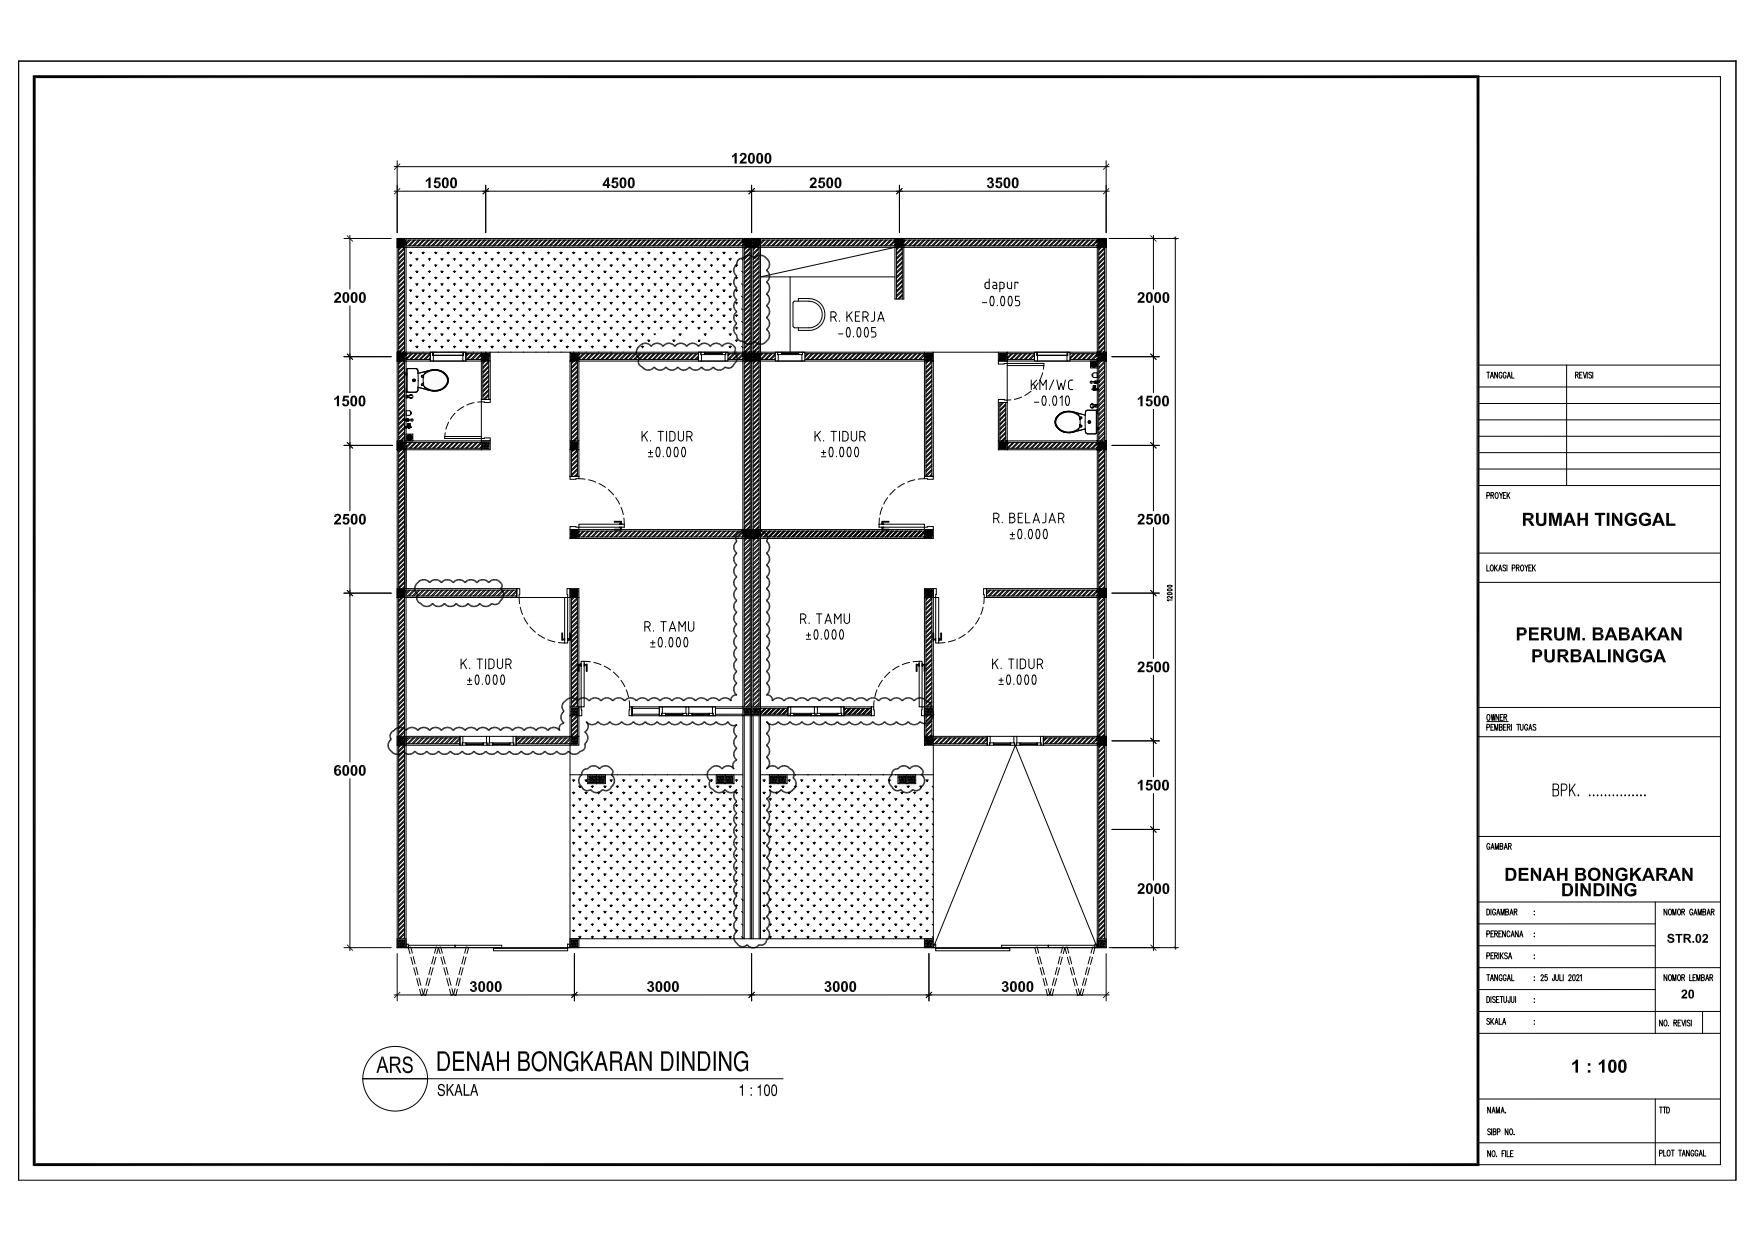 12000
1500
4500
2500
3500
2000
1500
2500
6000
2000
1500
2500
2500
1500
2000
12000
dapur
-0.005
R. KERJA
-0.005
KM/WC
-0.010
K. TIDUR
±0.000
K. TIDUR
±0.000
R. BELAJAR
±0.000
R. TAMU
±0.000
R. TAMU
±0.000
K. TIDUR
±0.000
K. TIDUR
±0.000
3000
3000
3000
3000
ARS
DENAH BONGKARAN DINDING
SKALA 1 : 100
TANGGAL REVISI
PROYEK
RUMAH TINGGAL
LOKASI PROYEK
PERUM. BABAKAN
PURBALINGGA
OWNER
PEMBERI TUGAS
BPK. ...............
GAMBAR
DENAH BONGKARAN
DINDING
DIGAMBAR :
NOMOR GAMBAR
PERENCANA :
STR.02
PERIKSA :
TANGGAL : 25 JULI 2021
NOMOR LEMBAR
20
DISETUJUI :
SKALA :
NO. REVISI
1 : 100
NAMA.
TTD
SIBP NO.
NO. FILE
PLOT TANGGAL